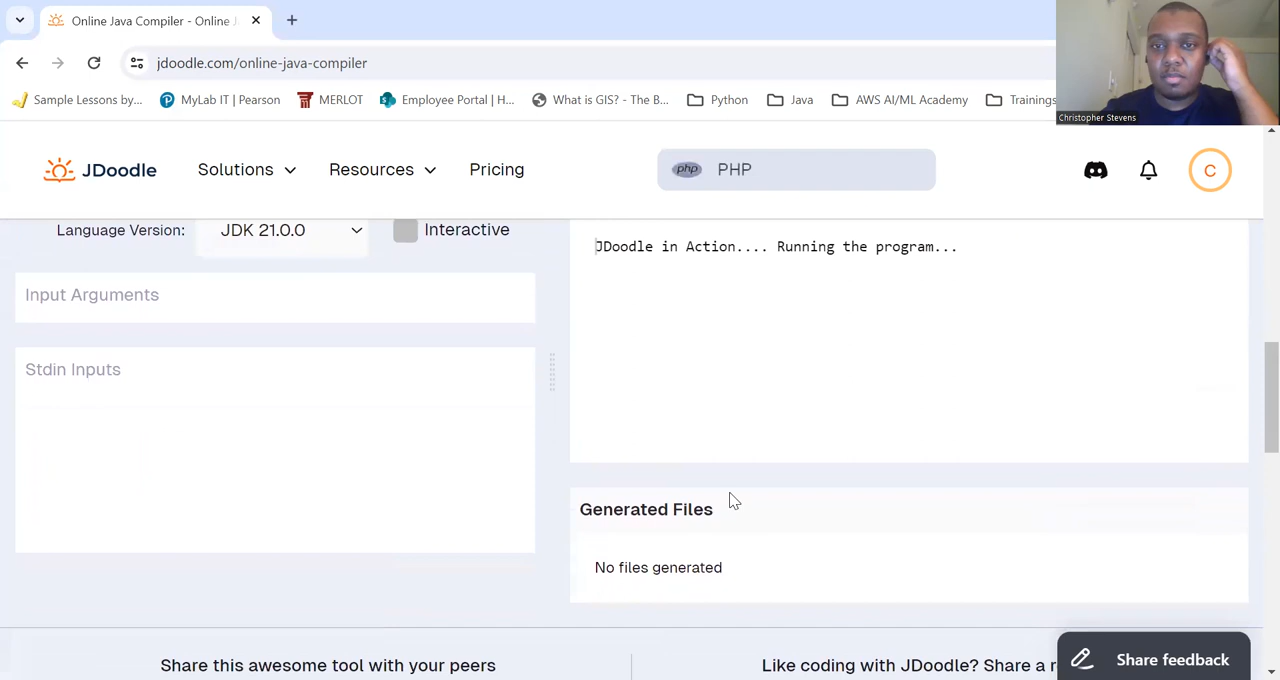 Online Java Compiler - Online J
jdoodle.com/online-java-compiler
Sample Lessons by... MyLab IT | Pearson MERLOT Employee Portal | H... What is GIS? - The B... Python Java AWS AI/ML Academy Trainings
Christopher Stevens
JDoodle Solutions Resources Pricing php PHP C
Language Version: JDK 21.0.0 Interactive
JDoodle in Action.... Running the program...
Input Arguments
Stdin Inputs
Generated Files
No files generated
Share this awesome tool with your peers
Like coding with JDoodle? Share a re
Share feedback